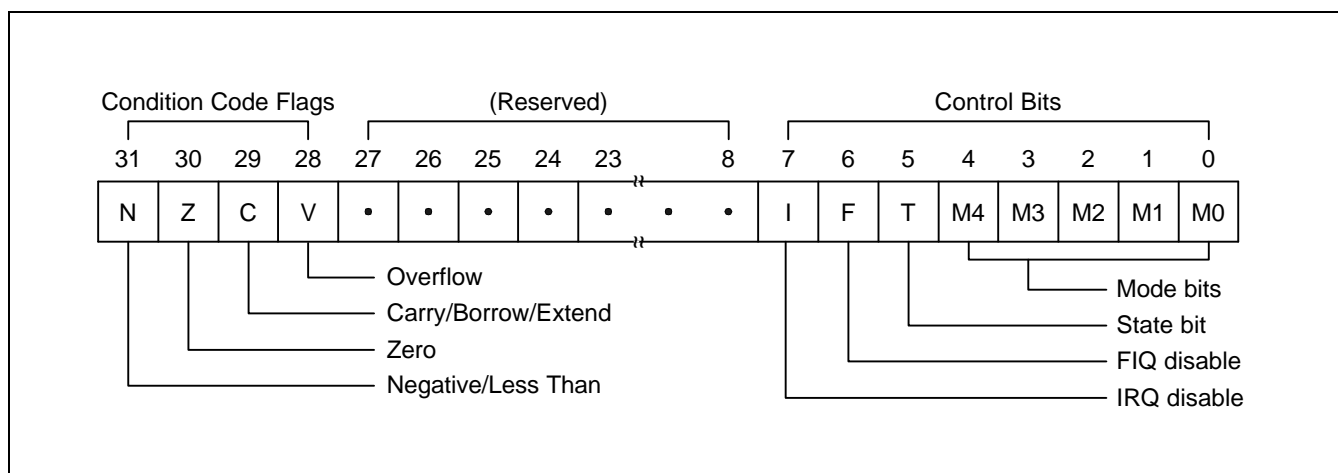 Condition Code Flags (Reserved) Control Bits
31 30 29 28 27 26 25 24 23 8 7 6 5 4 3 2 1 0
N Z C V • • • • • • • I F T M4 M3 M2 M1 M0
Overflow
Carry/Borrow/Extend
Zero
Negative/Less Than
Mode bits
State bit
FIQ disable
IRQ disable